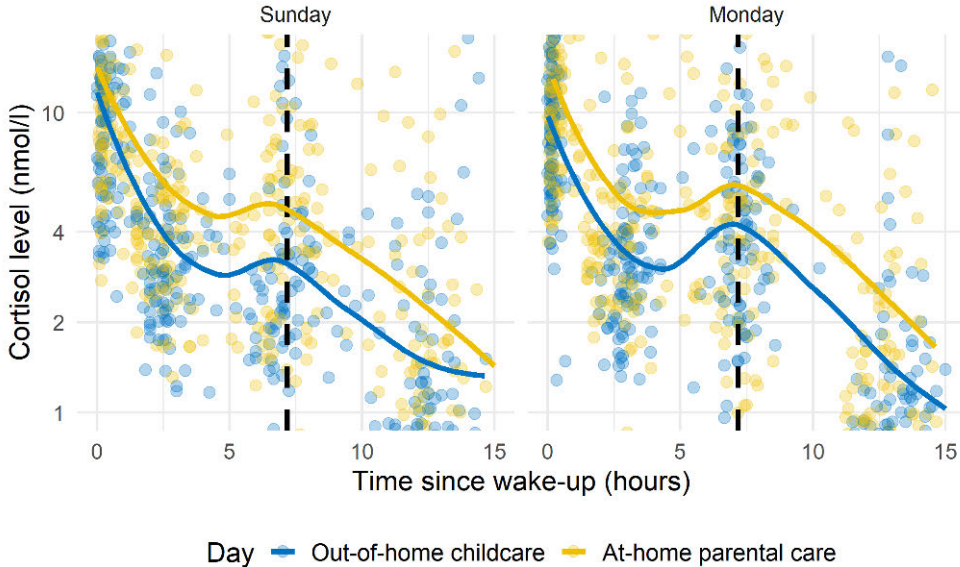 Sunday
Monday
Cortisol level (nmol/l)
10
4
2
1
0
5
10
15
0
5
10
15
Time since wake-up (hours)
Day Out-of-home childcare At-home parental care